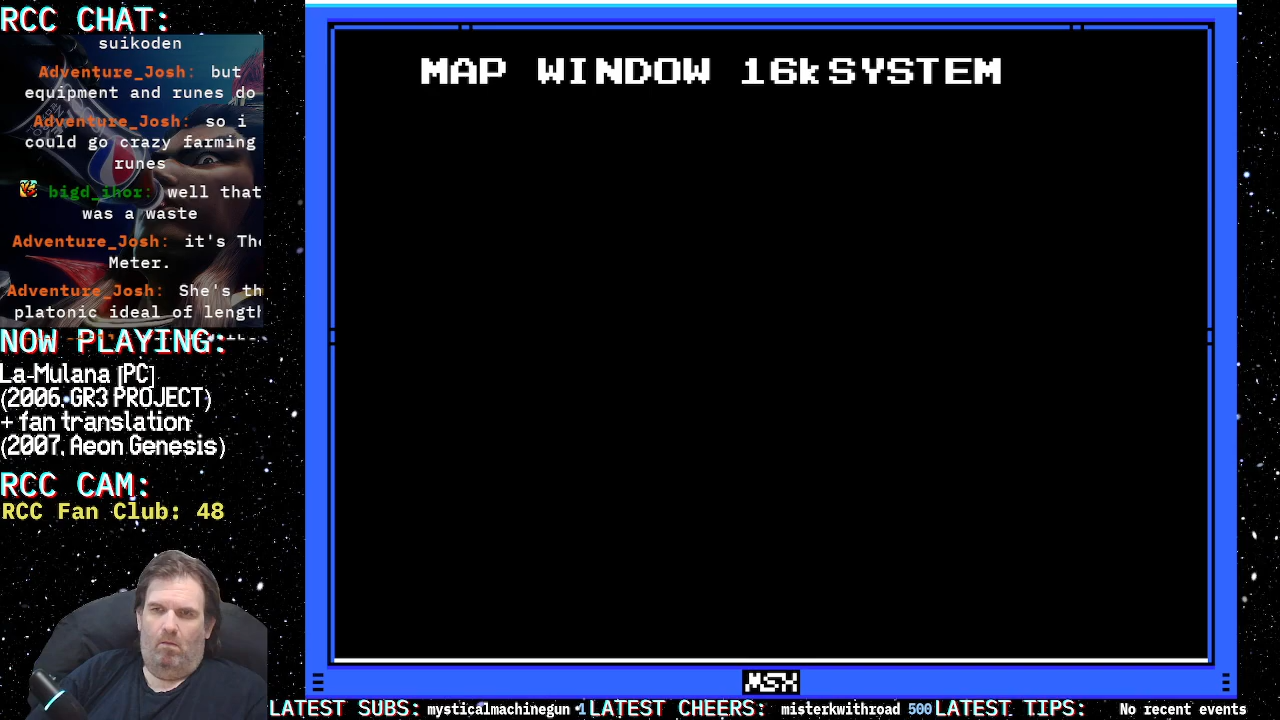 RCC CHAT:
suikoden
Adventure_Josh: but
equipment and runes do
Adventure_Josh: so i
could go crazy farming
runes
bigd_ihor: well that
was a waste
Adventure_Josh: it's The
Meter.
Adventure_Josh: She's th
platonic ideal of length
NOW PLAYING:
La-Mulana [PC]
(2006, GR3 PROJECT)
+ fan translation
(2007, Aeon Genesis)
RCC CAM:
RCC Fan Club: 48
MAP WINDOW 16kSYSTEM
MSX
LATEST SUBS: mysticalmachinegun 1 LATEST CHEERS: misterkwithroad 500 LATEST TIPS: No recent events